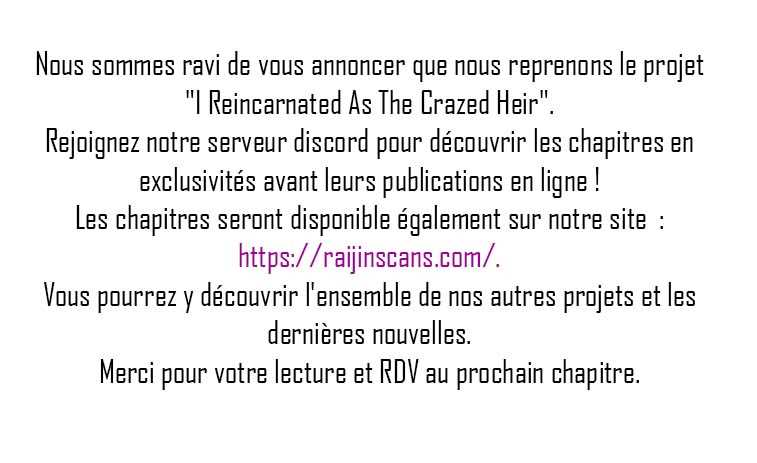 Nous sommes ravi de vous annoncer que nous reprenons le projet
"I Reincarnated As The Crazed Heir".
Rejoignez notre serveur discord pour découvrir les chapitres en
exclusivités avant leurs publications en ligne !
Les chapitres seront disponible également sur notre site :
https://raijinscans.com/.
Vous pourrez y découvrir l'ensemble de nos autres projets et les
dernières nouvelles.
Merci pour votre lecture et RDV au prochain chapitre.